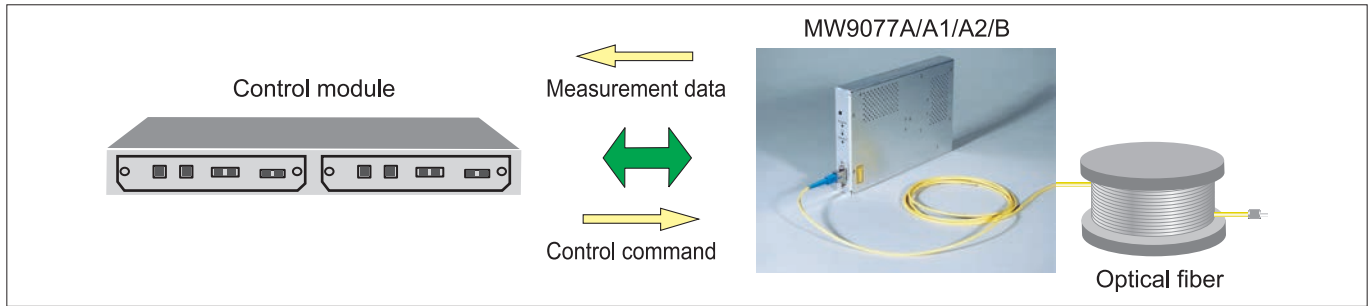 MW9077A/A1/A2/B
Control module
Measurement data
Control command
Optical fiber